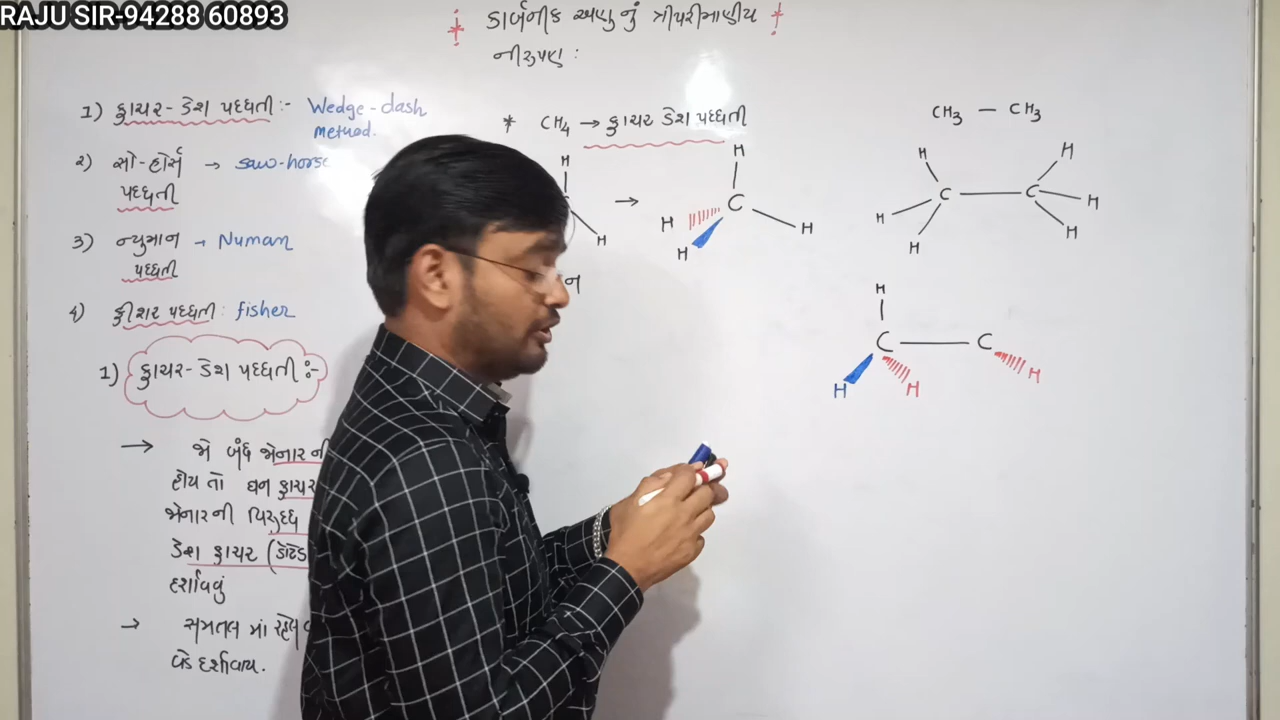 RAJU SIR-94288 60893
* કાર્બનીક અણુ નું ત્રીપરીમાણીય *
નીરુપણ :
1) ફાચર - ડેશ પધ્ધતી :- Wedge - dash
method.
૨) સો - હોર્સ → saw-horse
પધ્ધતી
3) ન્યુમાન → Numan
પધ્ધતી
4) ફીશર પધ્ધતી : fisher
1) ફાચર - ડેશ પધ્ધતી :-
→ જે બંધ જોનાર ની
હોય તો ઘન ફાચર
જોનાર ની વિરુધ્ધ
ડેશ ફાચર (ડોટેડ
દર્શાવવું
→ સમતલ માં રહેલ
વડે દર્શાવાય.
* CH4 → ફાચર ડેશ પધ્ધતી
H
H
→
H
C
H
H
H
ન
CH3 — CH3
H H
C — C
H H
H H
H
C — C
H H H